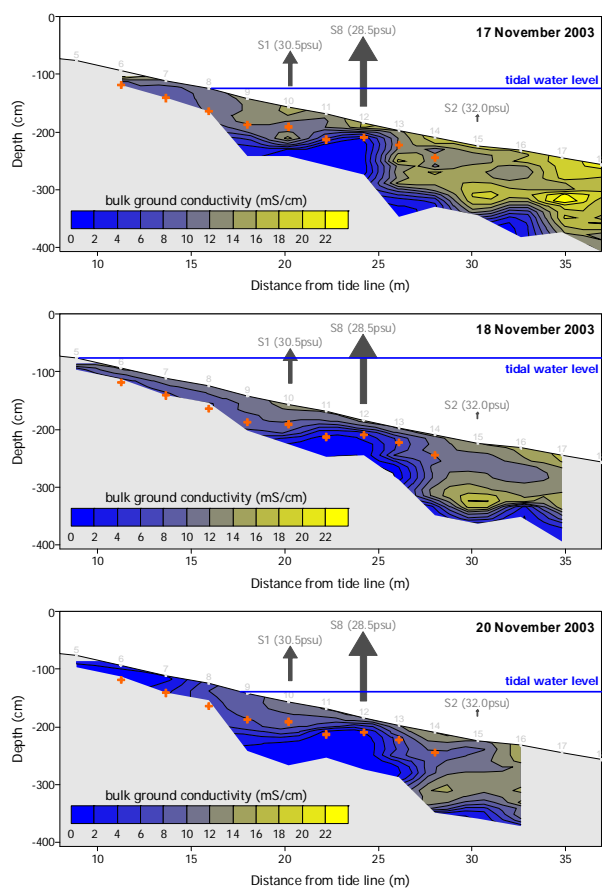 17 November 2003
S8 (28.5psu)
S1 (30.5psu)
S2 (32.0psu)
tidal water level
5 6 7 8 9 10 11 12 13 14 15 16 17
Depth (cm)
0
-100
-200
-300
-400
bulk ground conductivity (mS/cm)
0 2 4 6 8 10 12 14 16 18 20 22
10 15 20 25 30 35
Distance from tide line (m)
18 November 2003
S8 (28.5psu)
S1 (30.5psu)
tidal water level
S2 (32.0psu)
5 6 7 8 9 10 11 12 13 14 15 16 17
Depth (cm)
0
-100
-200
-300
-400
bulk ground conductivity (mS/cm)
0 2 4 6 8 10 12 14 16 18 20 22
10 15 20 25 30 35
Distance from tide line (m)
20 November 2003
S8 (28.5psu)
S1 (30.5psu)
tidal water level
S2 (32.0psu)
5 6 7 8 9 10 11 12 13 14 15 16 17
Depth (cm)
0
-100
-200
-300
-400
bulk ground conductivity (mS/cm)
0 2 4 6 8 10 12 14 16 18 20 22
10 15 20 25 30 35
Distance from tide line (m)